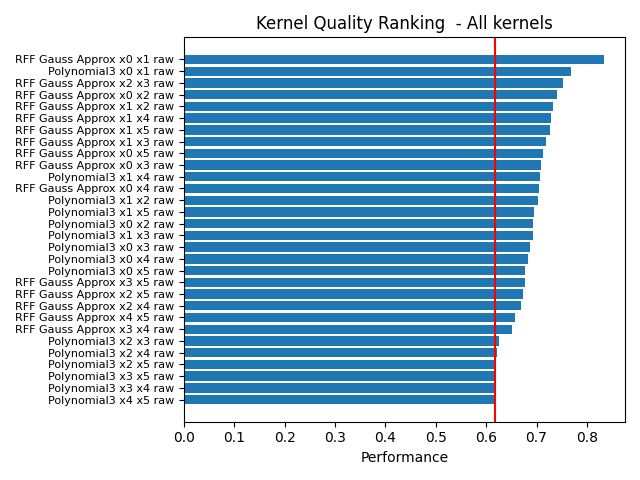 Kernel Quality Ranking  - All kernels
RFF Gauss Approx x0 x1 raw
Polynomial3 x0 x1 raw
RFF Gauss Approx x2 x3 raw
RFF Gauss Approx x0 x2 raw
RFF Gauss Approx x1 x2 raw
RFF Gauss Approx x1 x4 raw
RFF Gauss Approx x1 x5 raw
RFF Gauss Approx x1 x3 raw
RFF Gauss Approx x0 x5 raw
RFF Gauss Approx x0 x3 raw
Polynomial3 x1 x4 raw
RFF Gauss Approx x0 x4 raw
Polynomial3 x1 x2 raw
Polynomial3 x1 x5 raw
Polynomial3 x0 x2 raw
Polynomial3 x1 x3 raw
Polynomial3 x0 x3 raw
Polynomial3 x0 x4 raw
Polynomial3 x0 x5 raw
RFF Gauss Approx x3 x5 raw
RFF Gauss Approx x2 x5 raw
RFF Gauss Approx x2 x4 raw
RFF Gauss Approx x4 x5 raw
RFF Gauss Approx x3 x4 raw
Polynomial3 x2 x3 raw
Polynomial3 x2 x4 raw
Polynomial3 x2 x5 raw
Polynomial3 x3 x5 raw
Polynomial3 x3 x4 raw
Polynomial3 x4 x5 raw
0.0 0.1 0.2 0.3 0.4 0.5 0.6 0.7 0.8
Performance